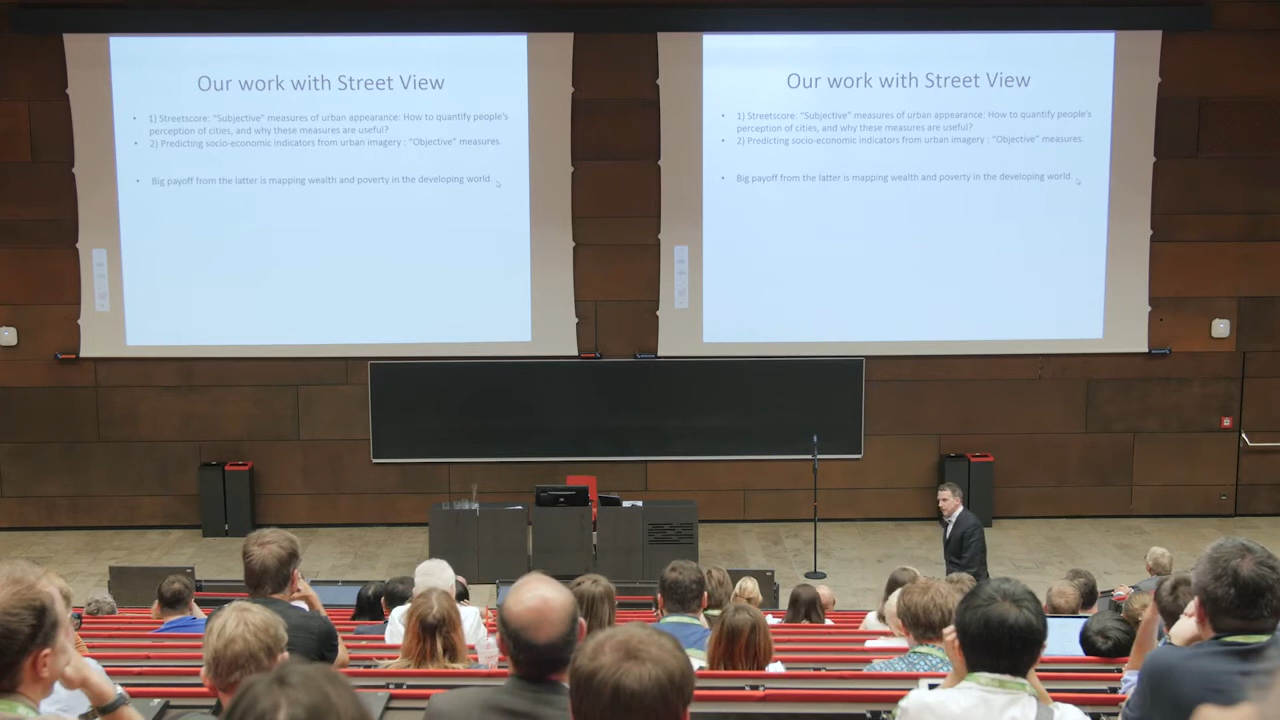 Our work with Street View
• 1) Streetscore: “Subjective” measures of urban appearance: How to quantify people's
perception of cities, and why these measures are useful?
• 2) Predicting socio-economic indicators from urban imagery : “Objective” measures.
• Big payoff from the latter is mapping wealth and poverty in the developing world.
Our work with Street View
• 1) Streetscore: “Subjective” measures of urban appearance: How to quantify people's
perception of cities, and why these measures are useful?
• 2) Predicting socio-economic indicators from urban imagery : “Objective” measures.
• Big payoff from the latter is mapping wealth and poverty in the developing world.